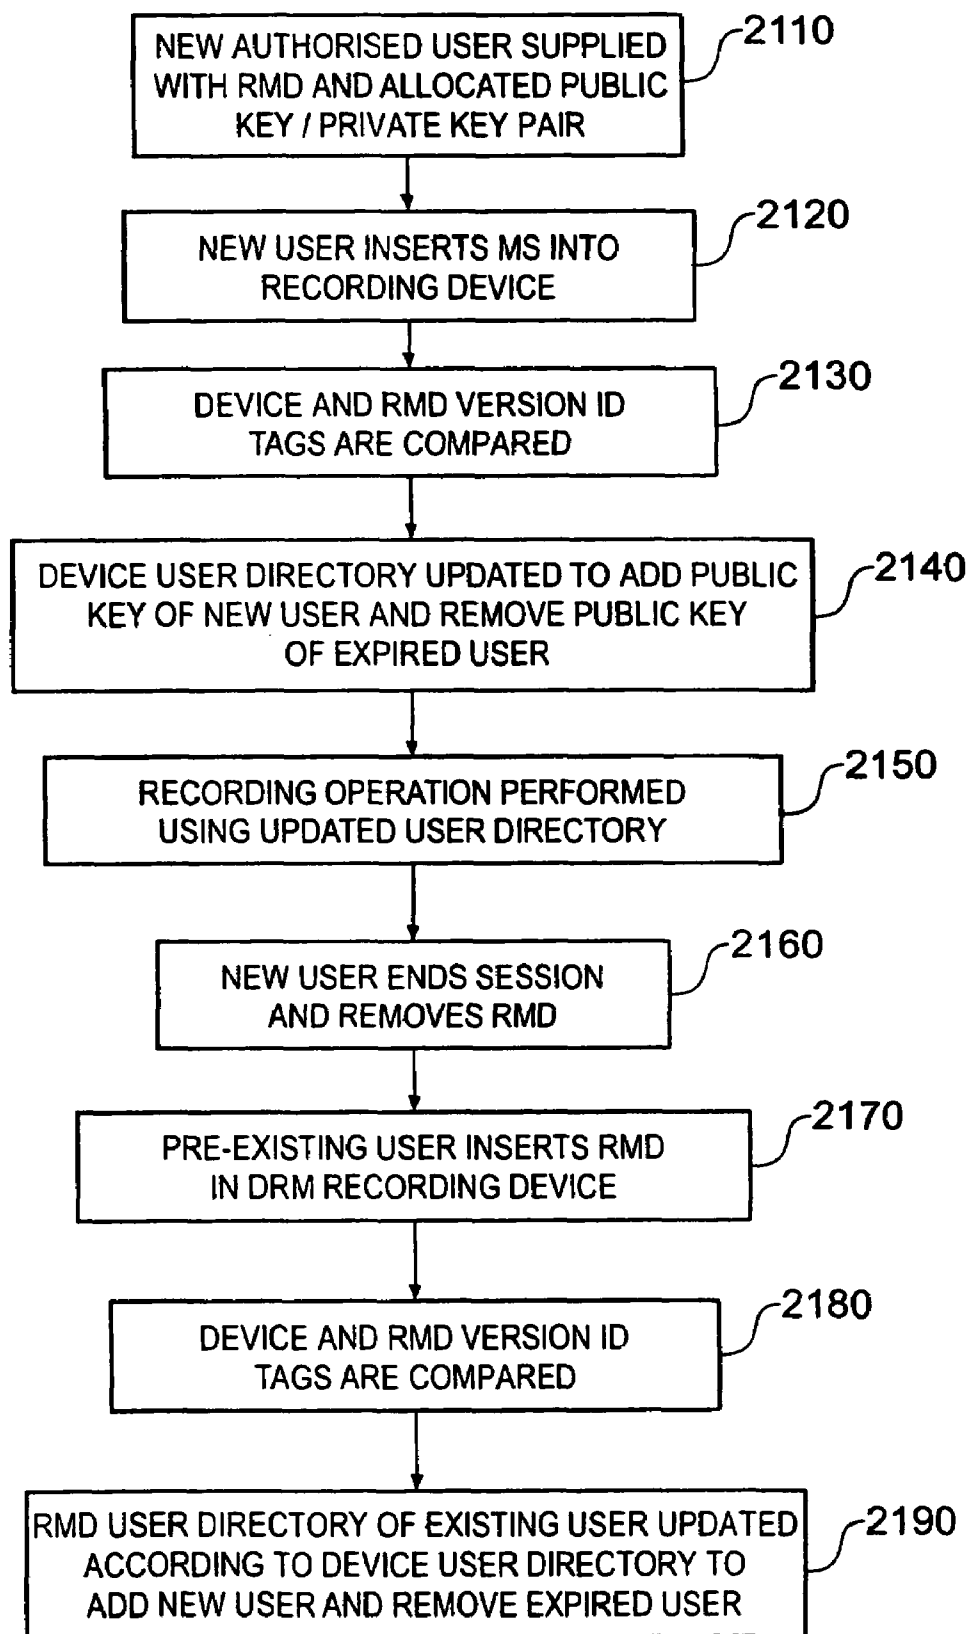 NEW AUTHORISED USER SUPPLIED
WITH RMD AND ALLOCATED PUBLIC
KEY / PRIVATE KEY PAIR
2110
NEW USER INSERTS MS INTO
RECORDING DEVICE
2120
DEVICE AND RMD VERSION ID
TAGS ARE COMPARED
2130
DEVICE USER DIRECTORY UPDATED TO ADD PUBLIC
KEY OF NEW USER AND REMOVE PUBLIC KEY
OF EXPIRED USER
2140
RECORDING OPERATION PERFORMED
USING UPDATED USER DIRECTORY
2150
NEW USER ENDS SESSION
AND REMOVES RMD
2160
PRE-EXISTING USER INSERTS RMD
IN DRM RECORDING DEVICE
2170
DEVICE AND RMD VERSION ID
TAGS ARE COMPARED
2180
RMD USER DIRECTORY OF EXISTING USER UPDATED
ACCORDING TO DEVICE USER DIRECTORY TO
ADD NEW USER AND REMOVE EXPIRED USER
2190